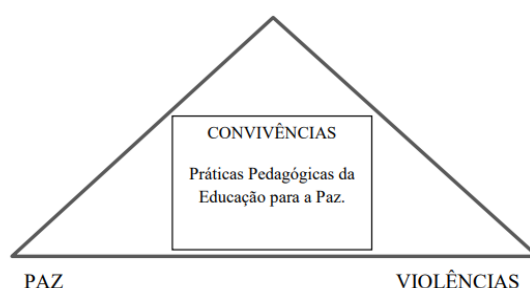 CONVIVÊNCIAS
Práticas Pedagógicas da
Educação para a Paz.
PAZ
VIOLÊNCIAS